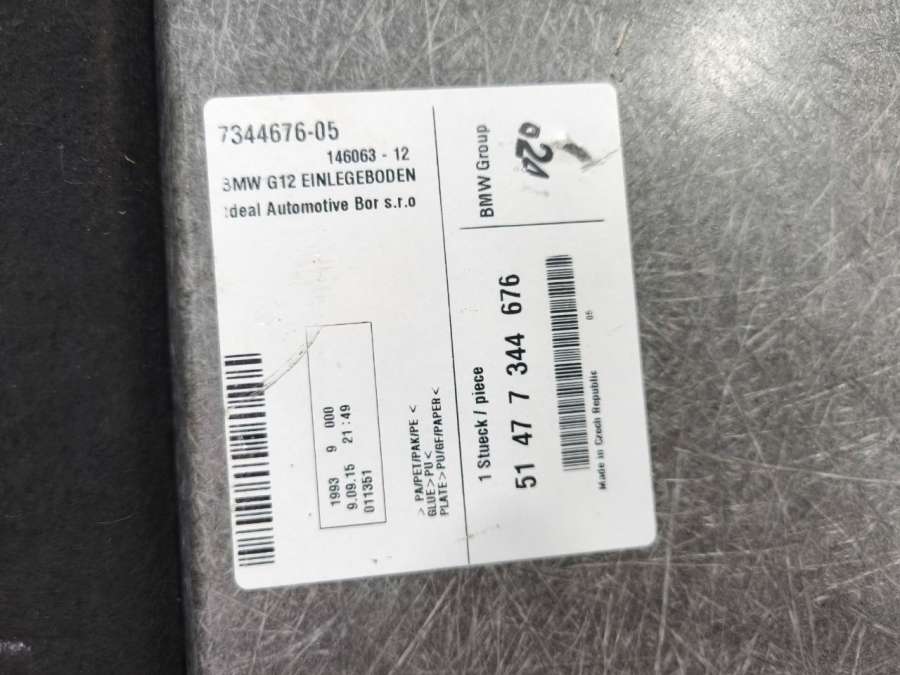 7344676-05
146063 - 12
BMW G12 EINLEGEBODEN
Ideal Automotive Bor s.r.o
1993 9 000
9.09.15 21:49
011351
> PA/PET/PAK/PE <
GLUE > PU <
PLATE > PU/GF/PAPER <
BMW Group
024
1 Stueck / piece
51 47 7 344 676
05
Made in Czech Republic